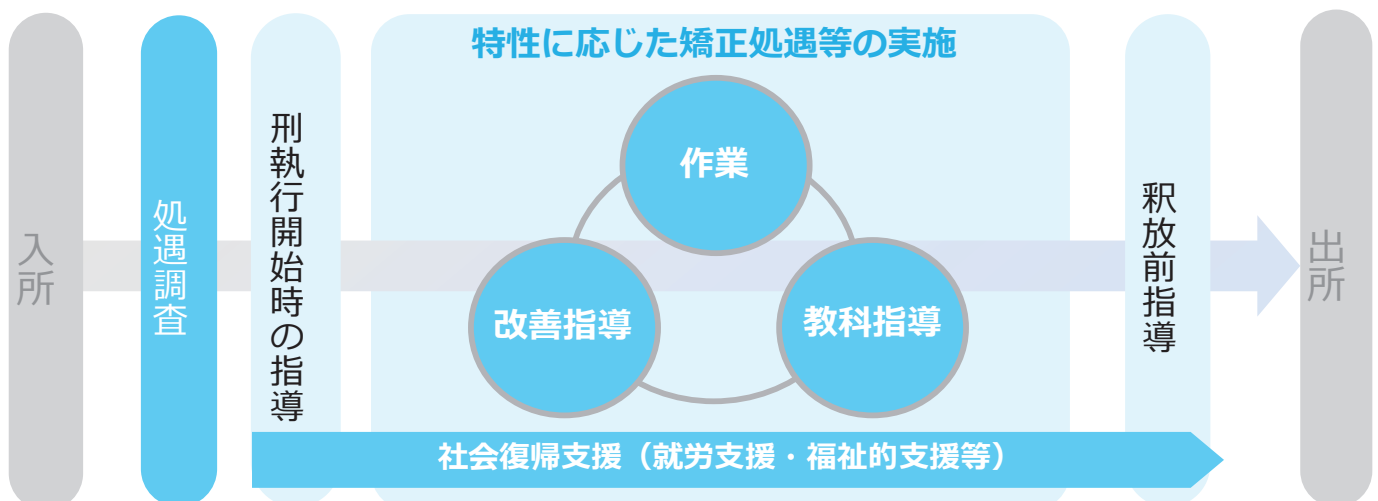 入所
処遇調査
刑執行開始時の指導
特性に応じた矯正処遇等の実施
作業
改善指導
教科指導
社会復帰支援（就労支援・福祉的支援等）
釈放前指導
出所